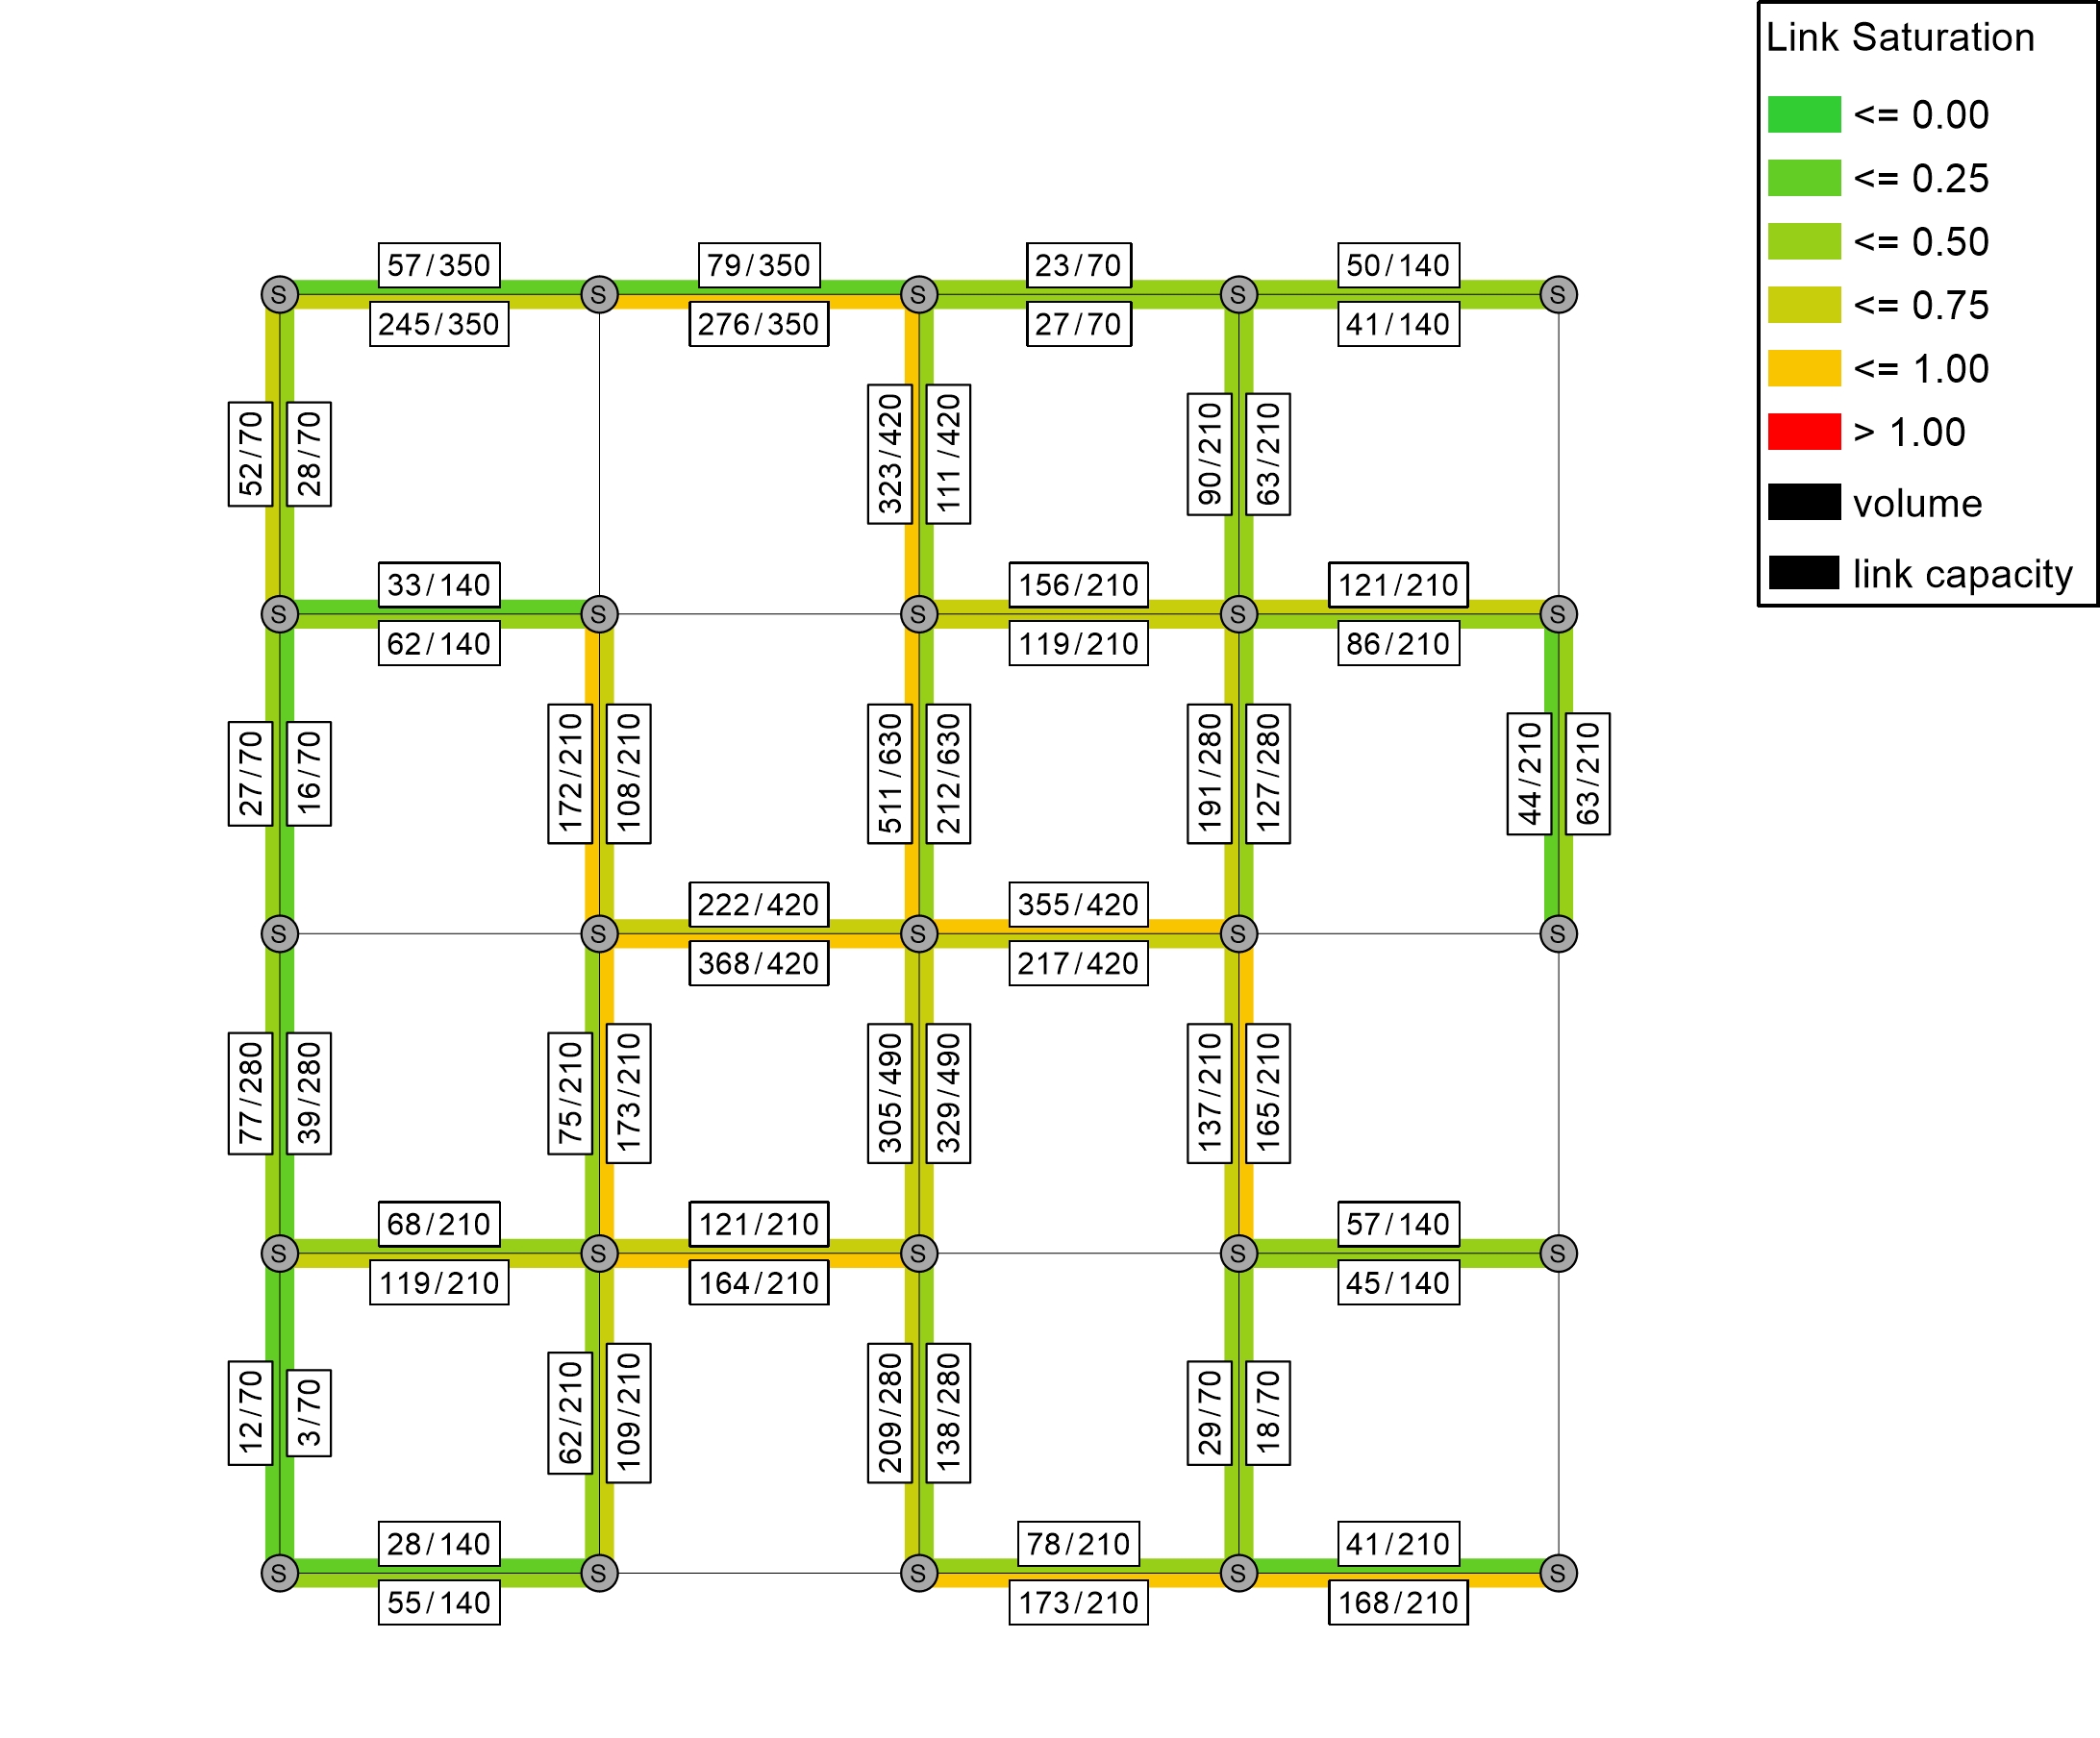 Link Saturation
<= 0.00
<= 0.25
<= 0.50
<= 0.75
<= 1.00
> 1.00
volume
link capacity
57/350 79/350 23/70 50/140
S S S S S
245/350 276/350 27/70 41/140
52/70 28/70 323/420 111/420 90/210 63/210
33/140 156/210 121/210
S S S S S
62/140 119/210 86/210
27/70 16/70 172/210 108/210 511/630 212/630 191/280 127/280 44/210 63/210
222/420 355/420
S S S S S
368/420 217/420
77/280 39/280 75/210 173/210 305/490 329/490 137/210 165/210
68/210 121/210 57/140
S S S S S
119/210 164/210 45/140
12/70 3/70 62/210 109/210 209/280 138/280 29/70 18/70
28/140 78/210 41/210
S S S S S
55/140 173/210 168/210